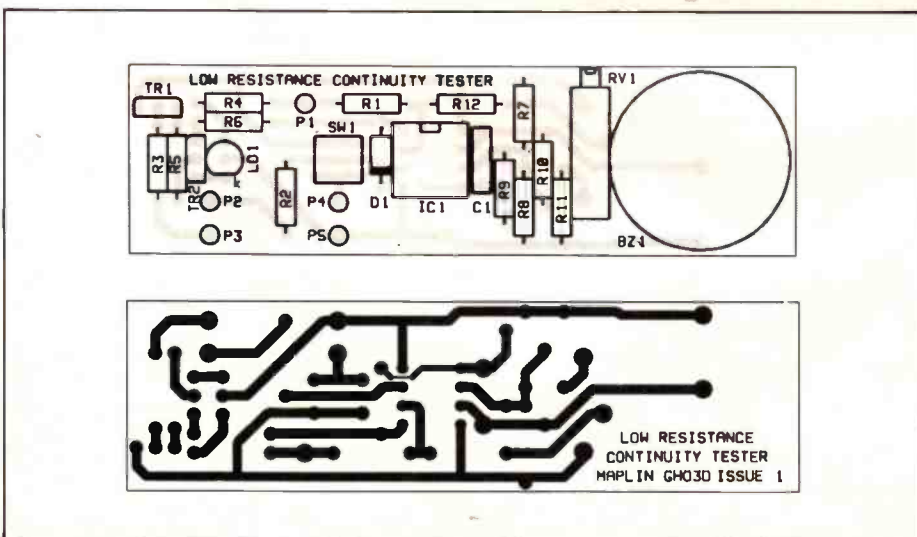 LOW RESISTANCE CONTINUITY TESTER
RV1
TR1
R4
R6
P1
R1
R12
R7
SW1
R3
R5
TR2
LD1
K
R2
D1
IC1
C1
R9
R8
R10
R11
P2
P4
P3
P5
BZ1
LOW RESISTANCE
CONTINUITY TESTER
MAPLIN GH03D ISSUE 1